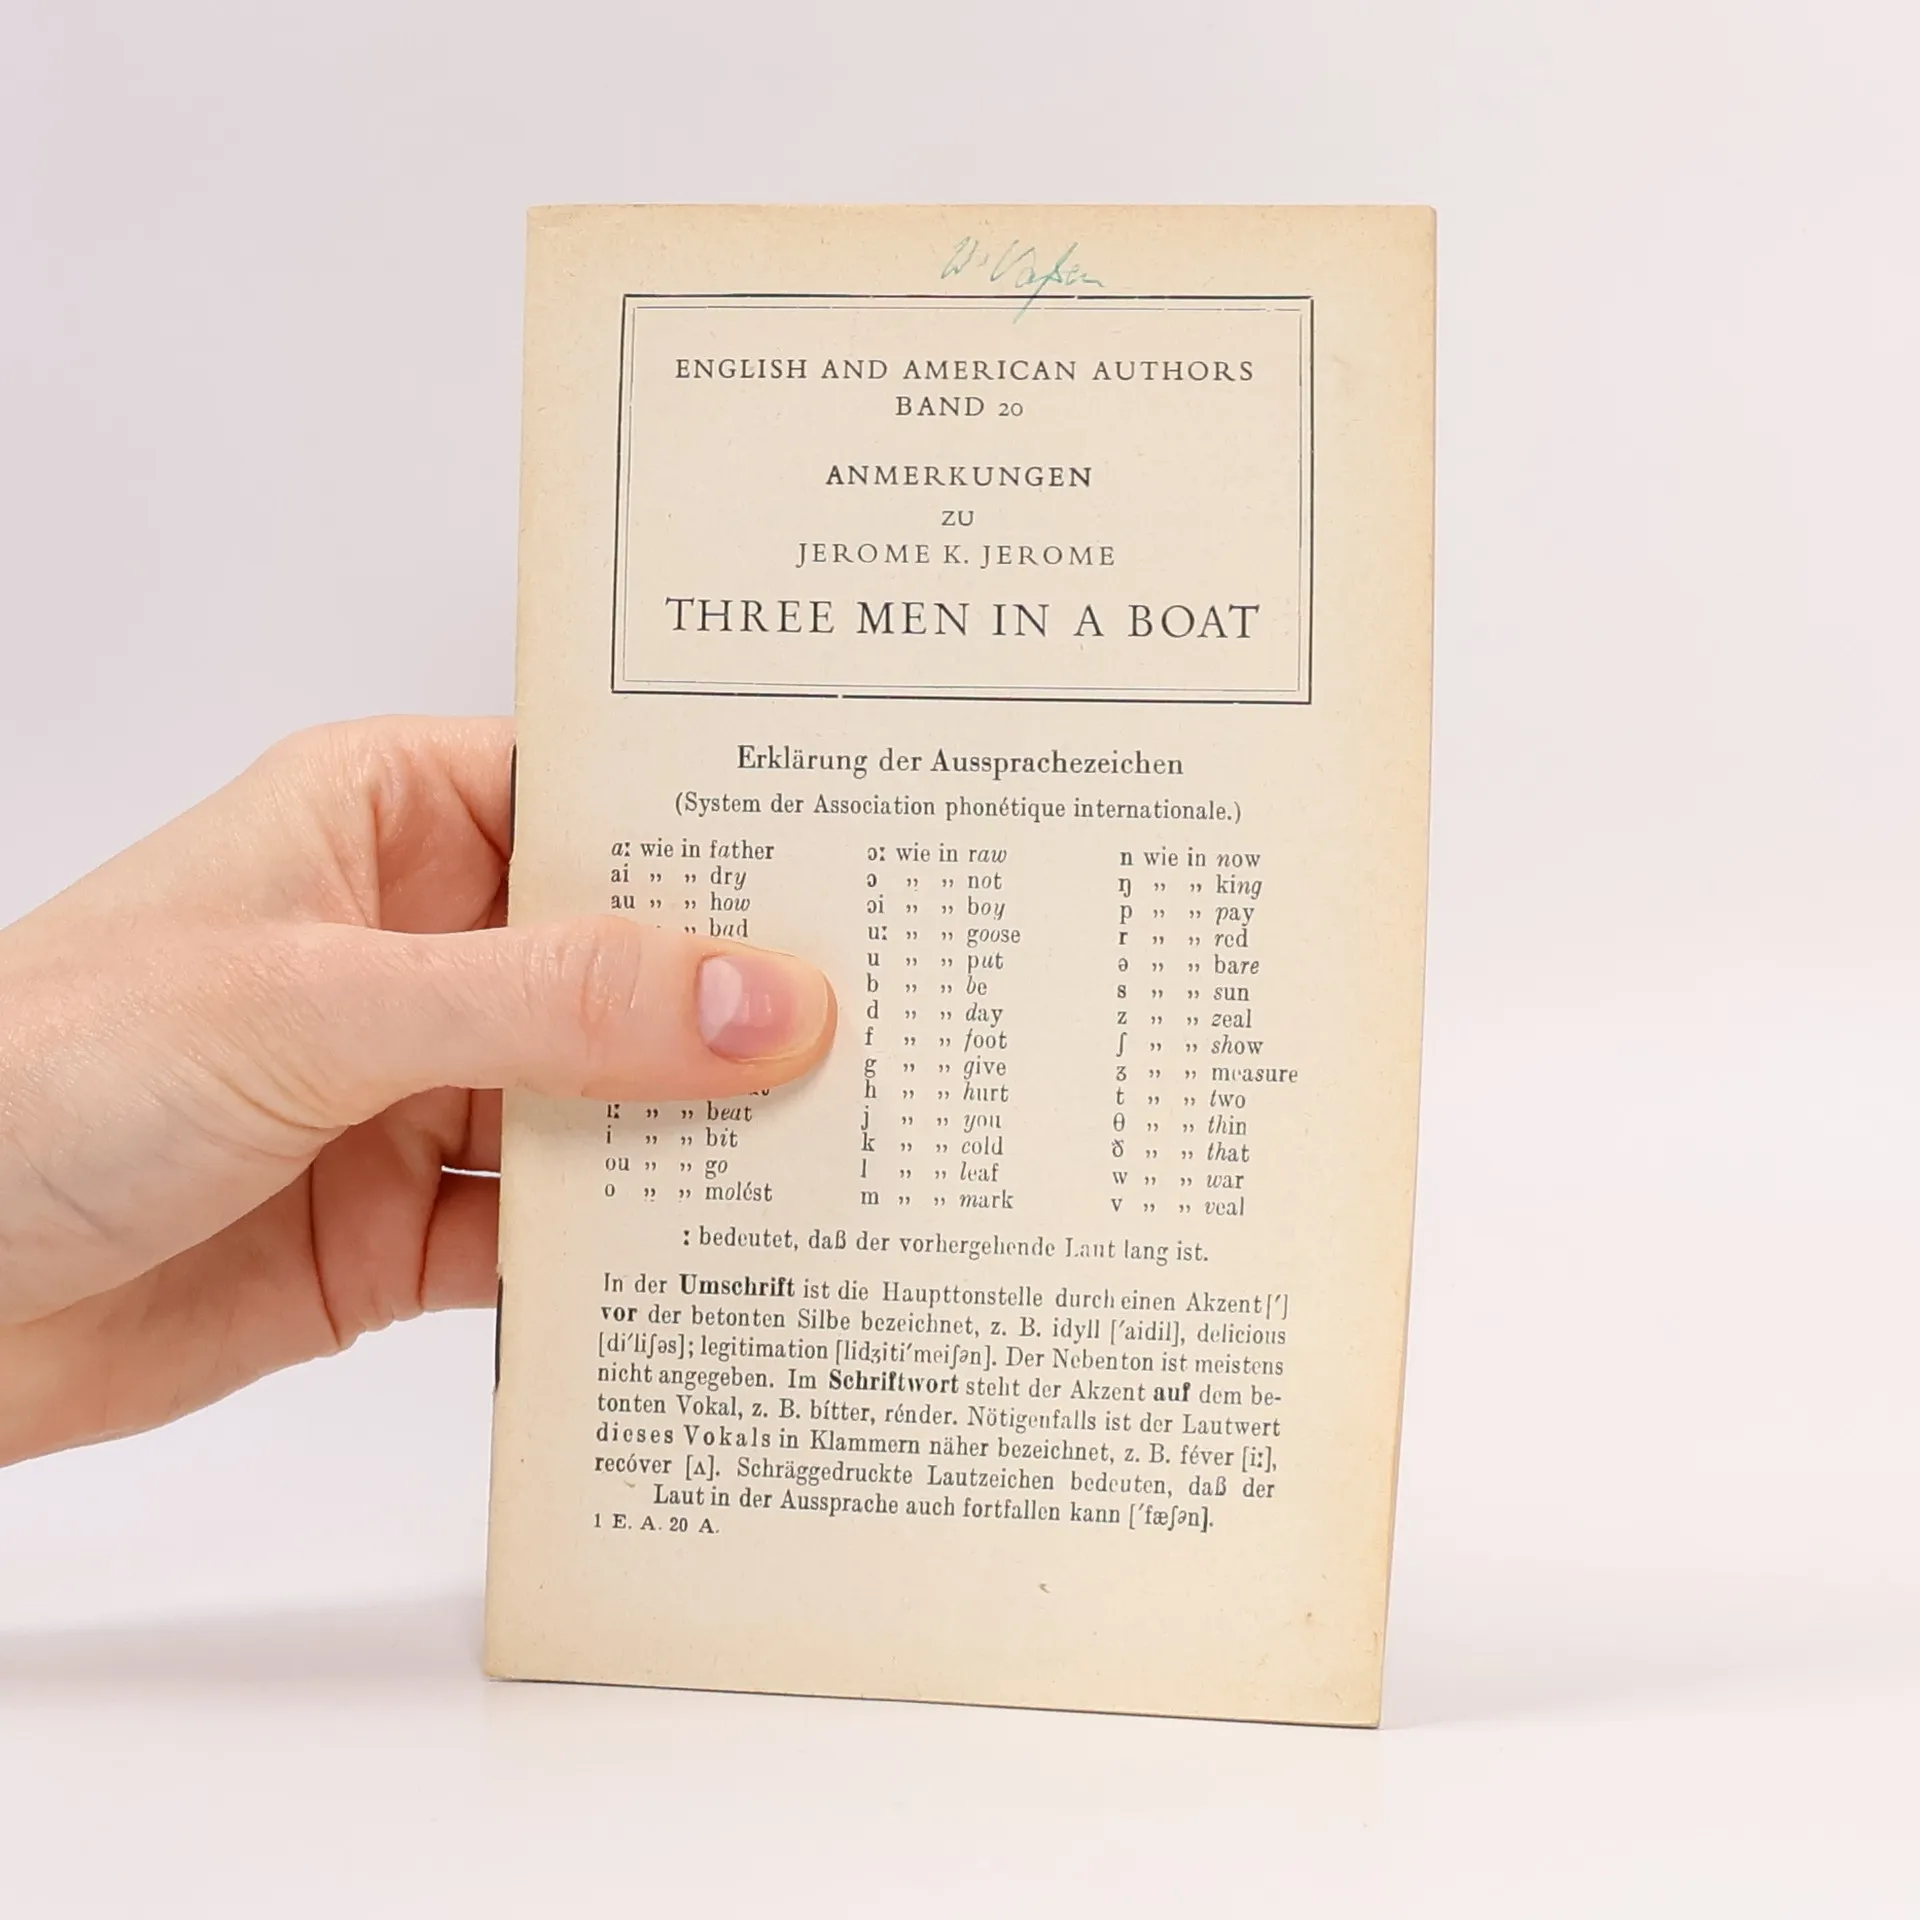 ENGLISH AND AMERICAN AUTHORS
BAND 20
ANMERKUNGEN
ZU
JEROME K. JEROME
THREE MEN IN A BOAT
Erklärung der Aussprachezeichen
(System der Association phonétique internationale.)
a: wie in father
ai „ „ dry
au „ „ how
„ bad
i: „ „ beat
i „ „ bit
ou „ „ go
o „ „ molést
ɔ: wie in raw
ɔ „ „ not
ɔi „ „ boy
u: „ „ goose
u „ „ put
b „ „ be
d „ „ day
f „ „ foot
g „ „ give
h „ „ hurt
j „ „ you
k „ „ cold
l „ „ leaf
m „ „ mark
n wie in now
ŋ „ „ king
p „ „ pay
r „ „ red
ə „ „ bare
s „ „ sun
z „ „ zeal
ʃ „ „ show
ʒ „ „ measure
t „ „ two
θ „ „ thin
ð „ „ that
w „ „ war
v „ „ veal
: bedeutet, daß der vorhergehende Laut lang ist.
In der Umschrift ist die Haupttonstelle durch einen Akzent [′]
vor der betonten Silbe bezeichnet, z. B. idyll [′aidil], delicious
[di′liʃəs]; legitimation [lidʒiti′meiʃən]. Der Nebenton ist meistens
nicht angegeben. Im Schriftwort steht der Akzent auf dem be-
tonten Vokal, z. B. bítter, rénder. Nötigenfalls ist der Lautwert
dieses Vokals in Klammern näher bezeichnet, z. B. féver [i:],
recóver [ʌ]. Schräggedruckte Lautzeichen bedeuten, daß der
Laut in der Aussprache auch fortfallen kann [′fæʃən].
1 E. A. 20 A.